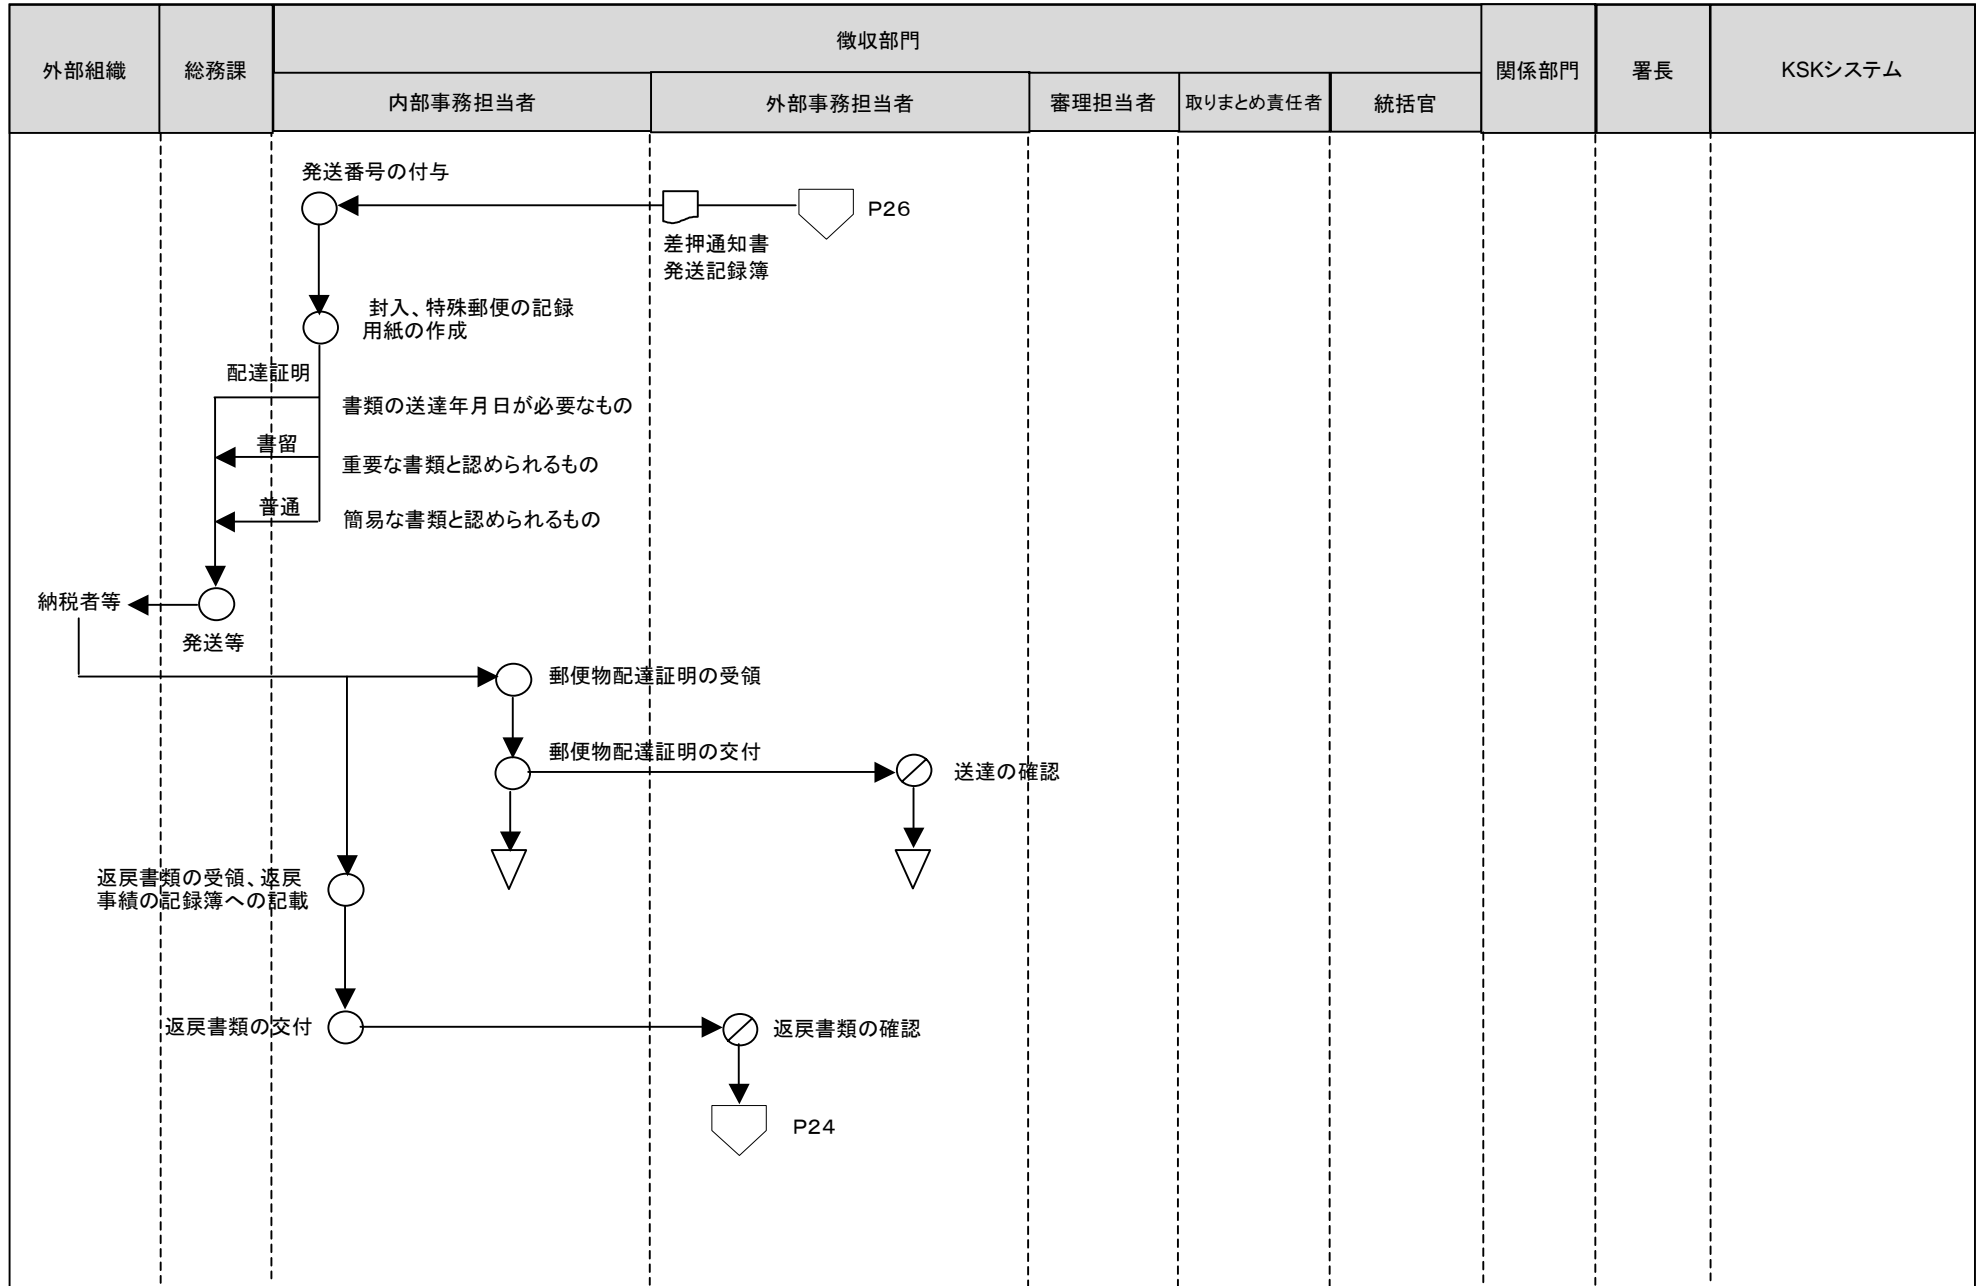 外部組織
総務課
徴収部門
内部事務担当者
外部事務担当者
審理担当者
取りまとめ責任者
統括官
関係部門
署長
KSKシステム
発送番号の付与
P26
差押通知書
発送記録簿
封入、特殊郵便の記録
用紙の作成
配達証明
書類の送達年月日が必要なもの
書留
重要な書類と認められるもの
普通
簡易な書類と認められるもの
納税者等
発送等
郵便物配達証明の受領
郵便物配達証明の交付
送達の確認
返戻書類の受領、返戻
事績の記録簿への記載
返戻書類の交付
返戻書類の確認
P24